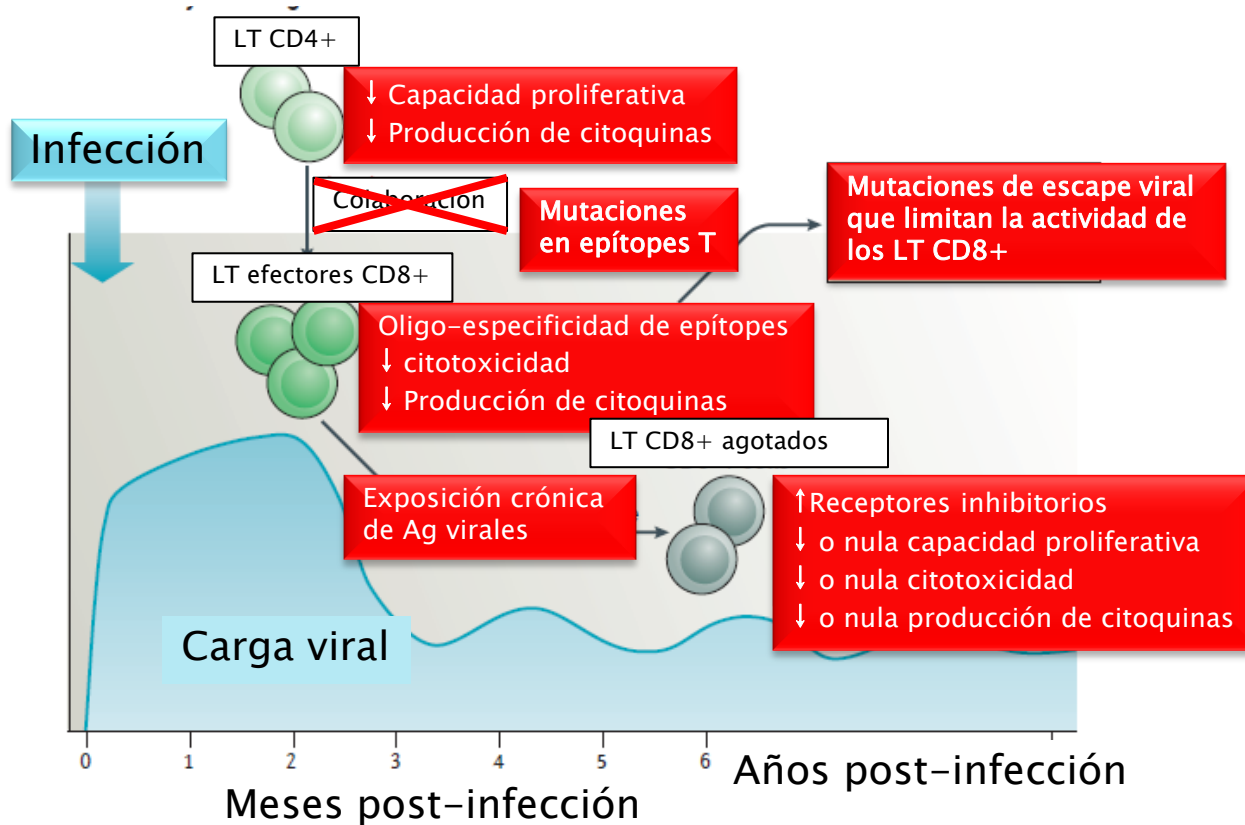 LT CD4+
↓ Capacidad proliferativa
↓ Producción de citoquinas
Infección
Colaboración
Mutaciones
en epítopes T
Mutaciones de escape viral
que limitan la actividad de
los LT CD8+
LT efectores CD8+
Oligo-especificidad de epítopes
↓ citotoxicidad
↓ Producción de citoquinas
LT CD8+ agotados
Exposición crónica
de Ag virales
↑Receptores inhibitorios
↓ o nula capacidad proliferativa
↓ o nula citotoxicidad
↓ o nula producción de citoquinas
Carga viral
0 1 2 3 4 5 6
Años post-infección
Meses post-infección